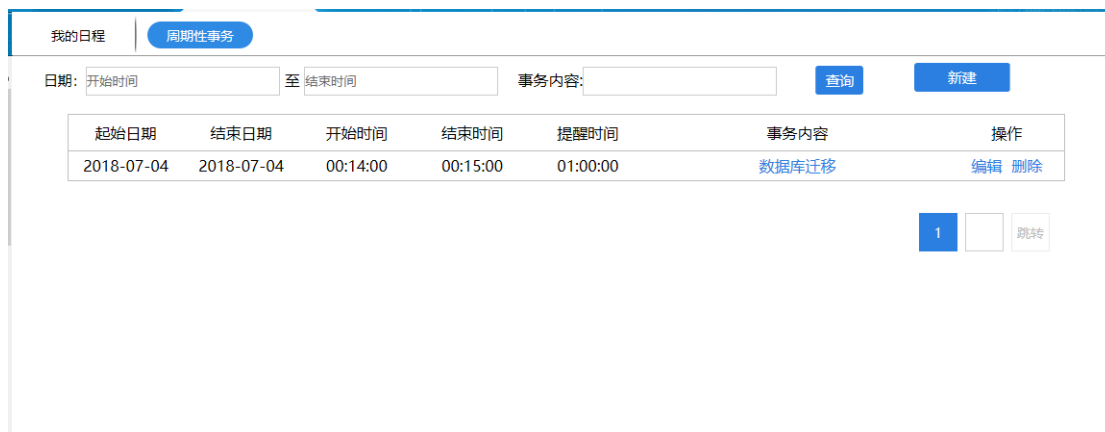 我的日程 周期性事务
日期: 开始时间 至 结束时间 事务内容: 查询 新建
起始日期 结束日期 开始时间 结束时间 提醒时间 事务内容 操作
2018-07-04 2018-07-04 00:14:00 00:15:00 01:00:00 数据库迁移 编辑 删除
1 跳转